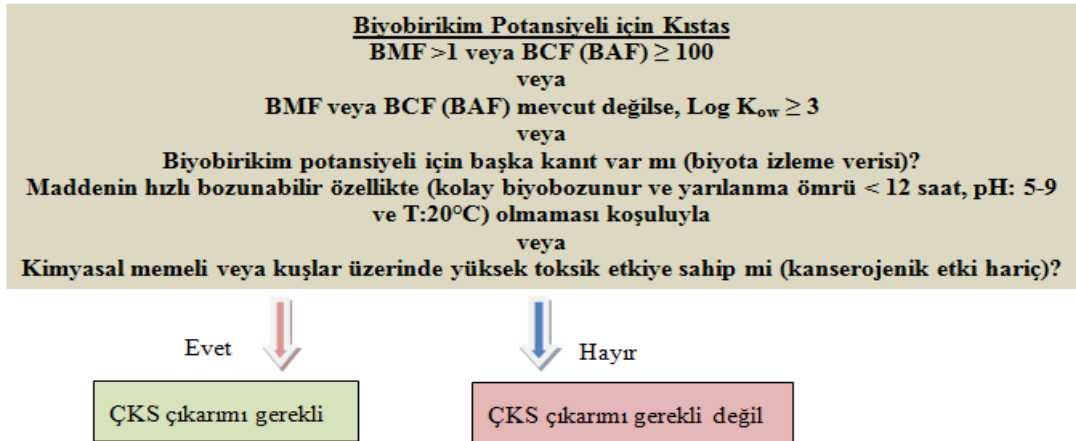 Biyobirikim Potansiyeli için Kıstas
BMF >1 veya BCF (BAF) ≥ 100
veya
BMF veya BCF (BAF) mevcut değilse, Log Kow ≥ 3
veya
Biyobirikim potansiyeli için başka kanıt var mı (biyota izleme verisi)?
Maddenin hızlı bozunabilir özellikte (kolay biyobozunur ve yarılanma ömrü < 12 saat, pH: 5-9
ve T:20°C) olmaması koşuluyla
veya
Kimyasal memeli veya kuşlar üzerinde yüksek toksik etkiye sahip mi (kanserojenik etki hariç)?
Evet
Hayır
ÇKS çıkarımı gerekli
ÇKS çıkarımı gerekli değil